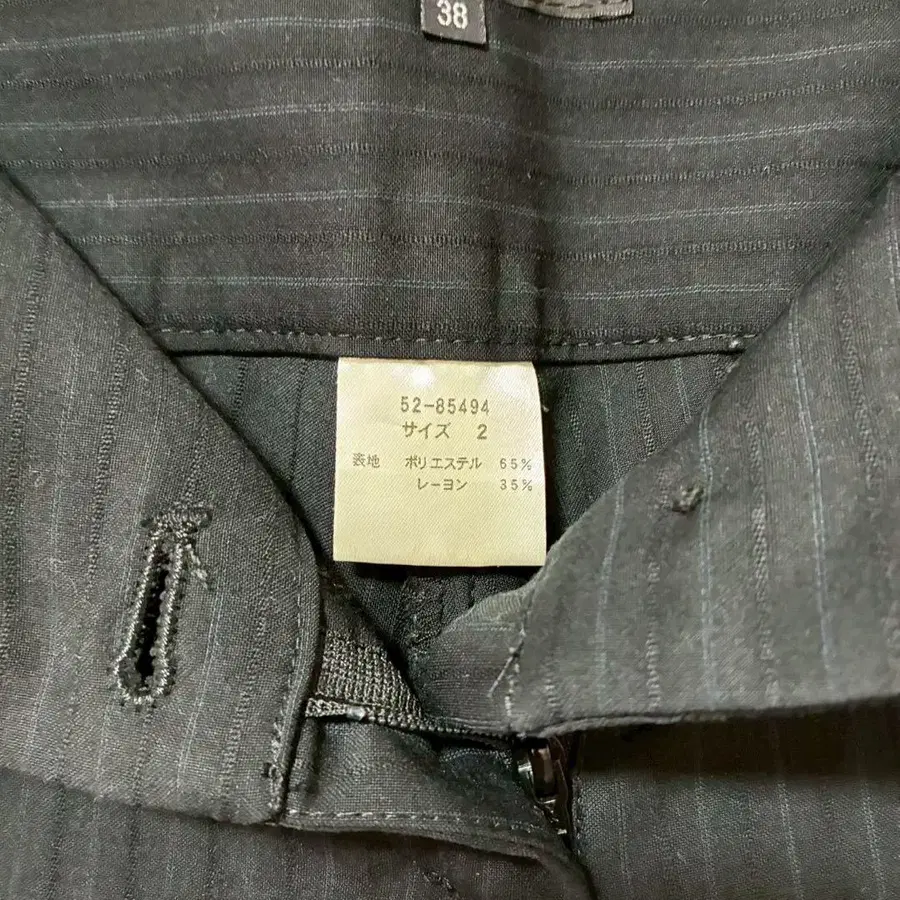 38
52-85494
サイズ 2
表地 ポリエステル 65%
レーヨン 35%